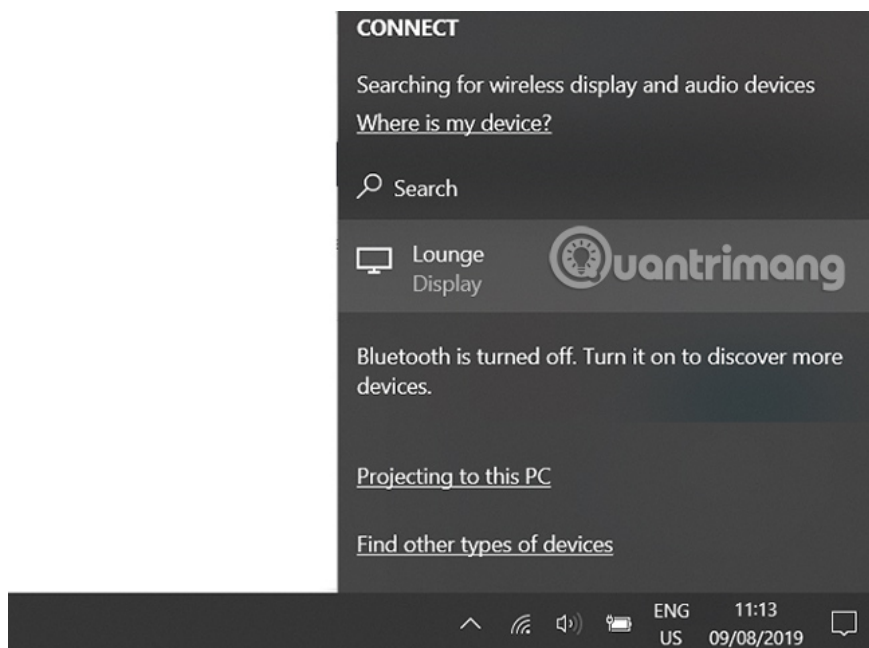 CONNECT
Searching for wireless display and audio devices
Where is my device?
Search
Lounge
Display
Quantrimang
Bluetooth is turned off. Turn it on to discover more
devices.
Projecting to this PC
Find other types of devices
ENG
US
11:13
09/08/2019